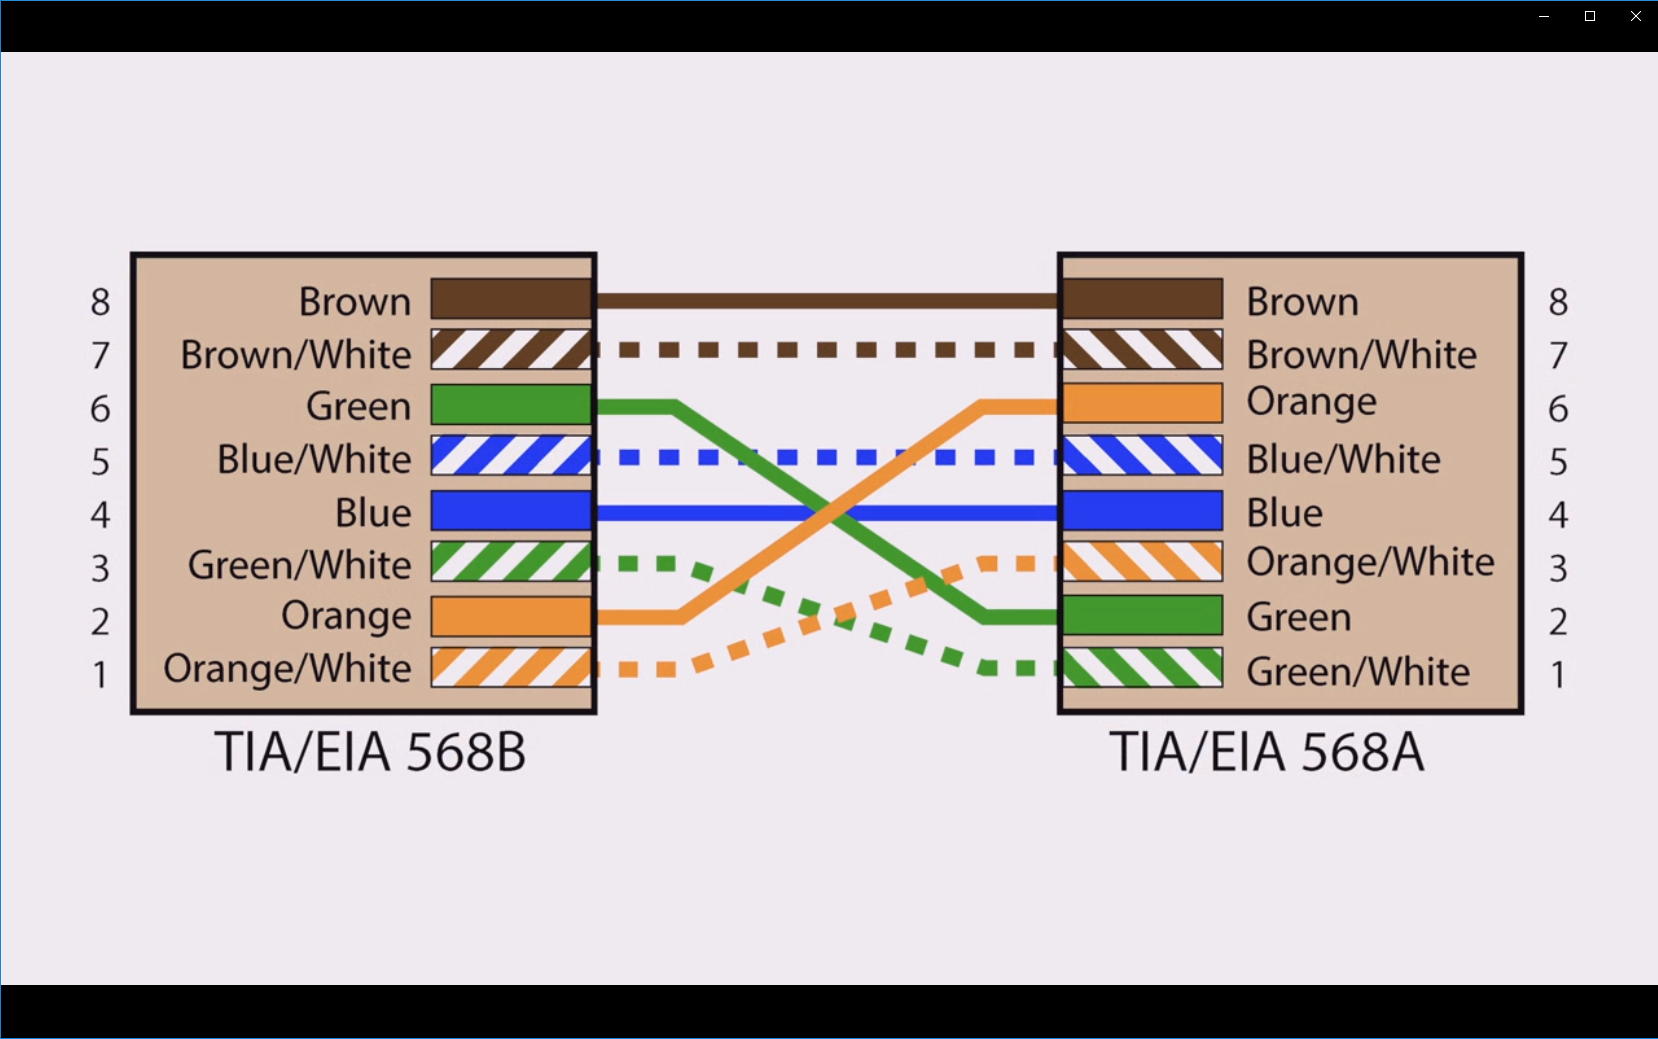 8 Brown Brown 8
7 Brown/White Brown/White 7
6 Green Orange 6
5 Blue/White Blue/White 5
4 Blue Blue 4
3 Green/White Orange/White 3
2 Orange Green 2
1 Orange/White Green/White 1
TIA/EIA 568B TIA/EIA 568A